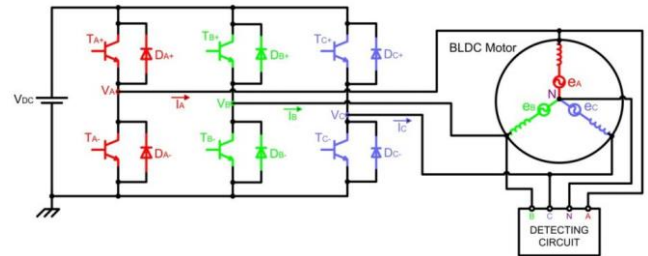 TA+
DA+
TB+
DB+
TC+
DC+
BLDC Motor
VDC
VA
IA
VB
IB
VC
IC
eA
N
eB
eC
TA-
DA-
TB-
DB-
TC-
DC-
B C N A
DETECTING
CIRCUIT